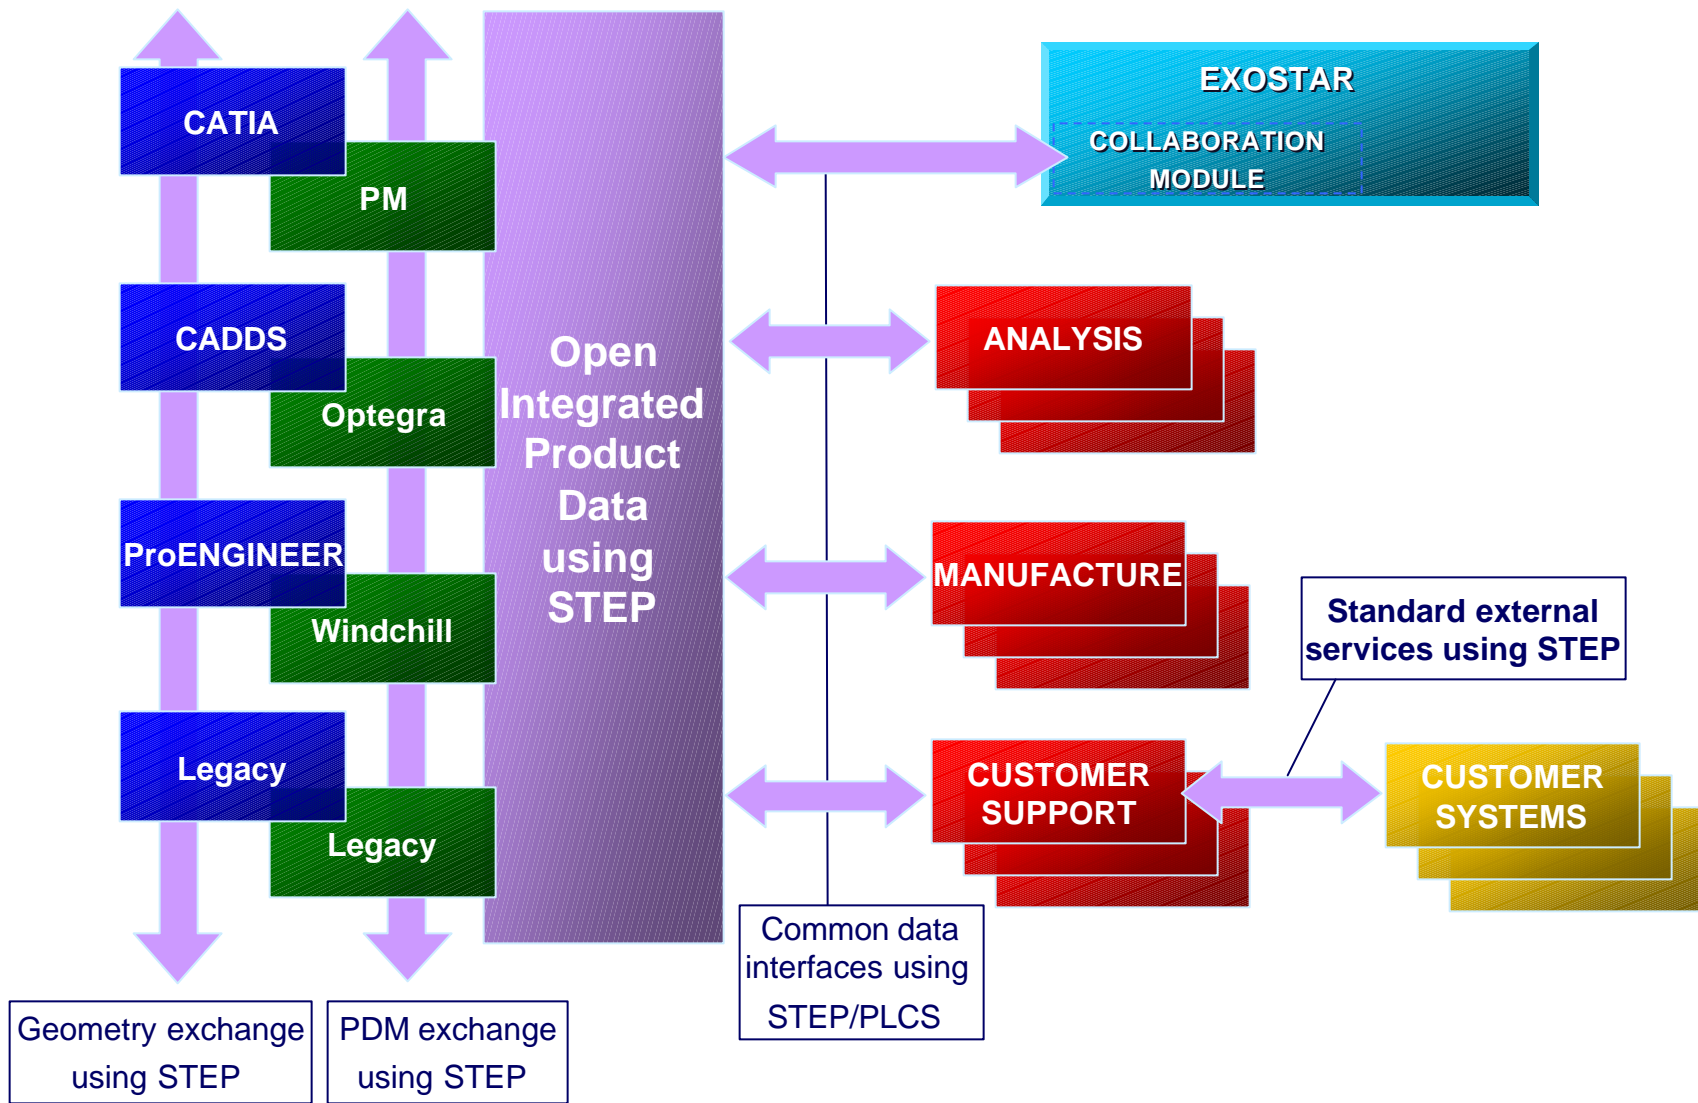 CATIA
PM
CADDS
Optegra
ProENGINEER
Windchill
Legacy
Legacy
Open
Integrated
Product
Data
using
STEP
EXOSTAR
COLLABORATION
MODULE
ANALYSIS
MANUFACTURE
Standard external
services using STEP
CUSTOMER
SUPPORT
CUSTOMER
SYSTEMS
Common data
interfaces using
STEP/PLCS
Geometry exchange
using STEP
PDM exchange
using STEP